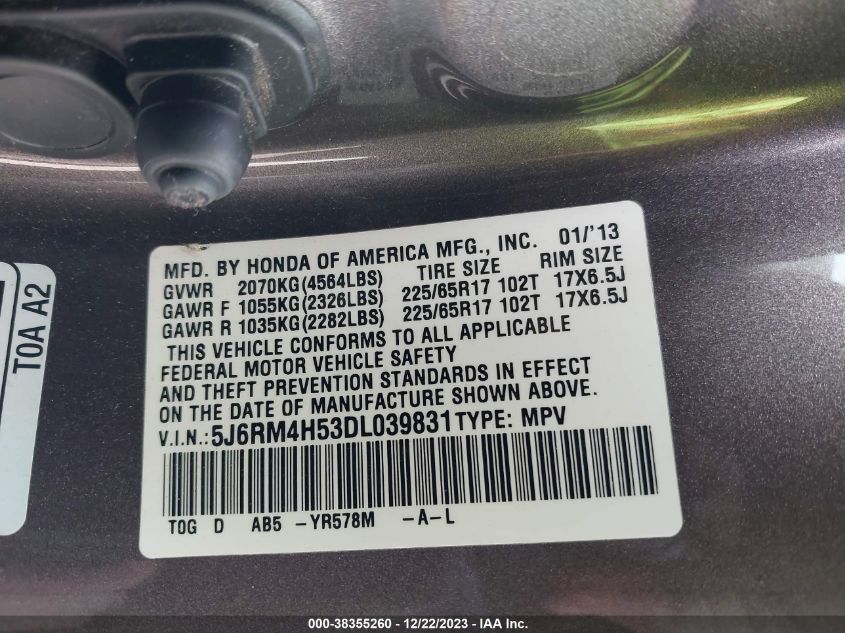 MFD. BY HONDA OF AMERICA MFG., INC. 01/'13
GVWR 2070KG(4564LBS) TIRE SIZE RIM SIZE
GAWR F 1055KG(2326LBS) 225/65R17 102T 17X6.5J
GAWR R 1035KG(2282LBS) 225/65R17 102T 17X6.5J
THIS VEHICLE CONFORMS TO ALL APPLICABLE
FEDERAL MOTOR VEHICLE SAFETY
AND THEFT PREVENTION STANDARDS IN EFFECT
ON THE DATE OF MANUFACTURE SHOWN ABOVE.
V.I.N.: 5J6RM4H53DL039831 TYPE: MPV
TOG D AB5 -YR578M -A-L
TOA A2
000-38355260 - 12/22/2023 - IAA Inc.